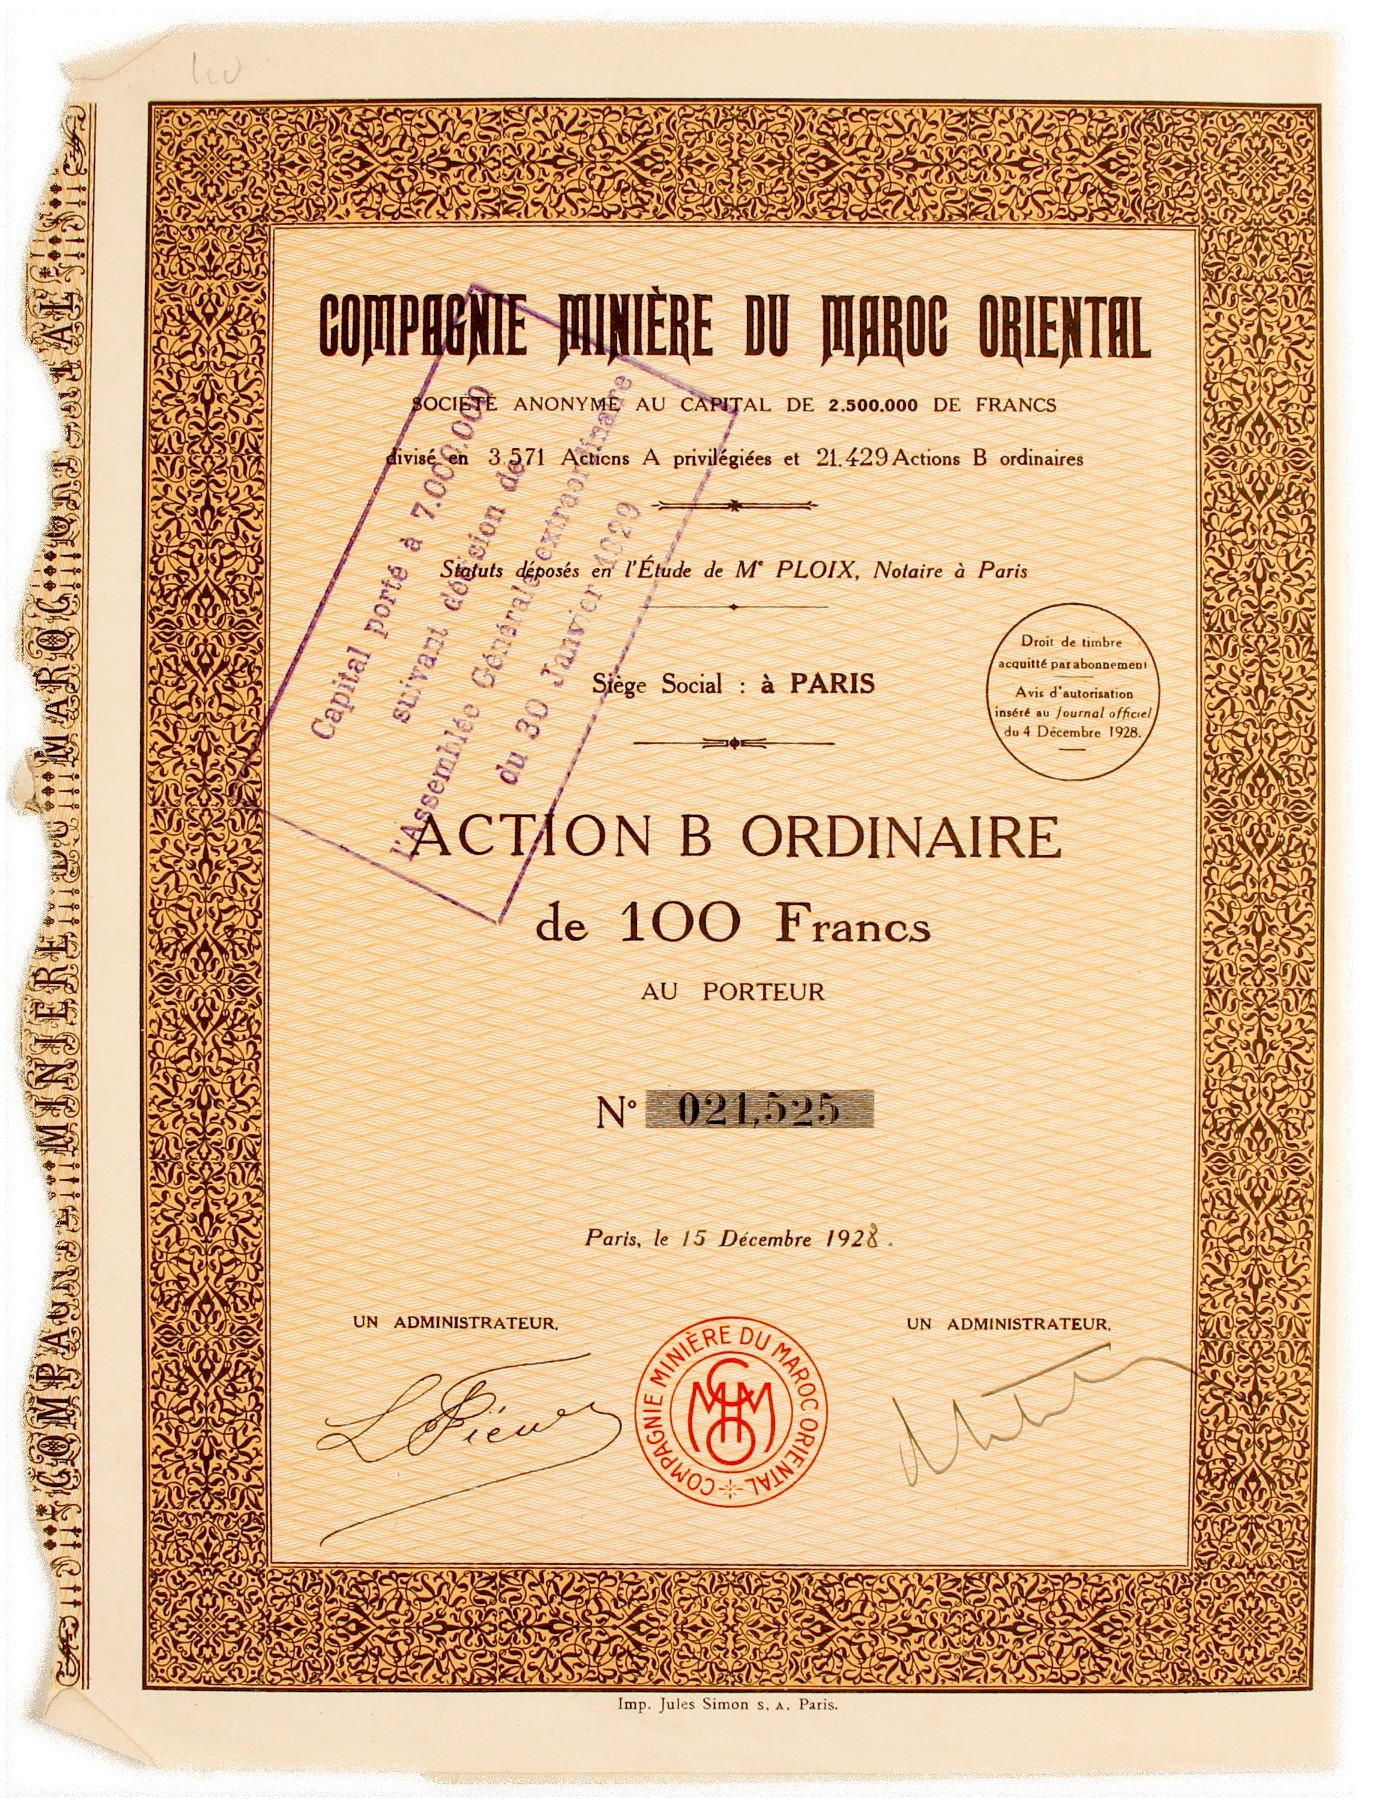 COMPAGNIE MINIÈRE DU MAROC ORIENTAL
SOCIÉTÉ ANONYME AU CAPITAL DE 2.500.000 DE FRANCS
divisé en 3.571 Actions A privilégiées et 21.429 Actions B ordinaires
Statuts déposés en l'Étude de Mᵉ PLOIX, Notaire à Paris
Siège Social : à PARIS
Droit de timbre
acquitté par abonnement
Avis d'autorisation
inséré au Journal officiel
du 4 Décembre 1928.
Capital porté à 7.000.000
suivant décision de
l'Assemblée Générale extraordinaire
du 30 Janvier 1929
ACTION B ORDINAIRE
de 100 Francs
AU PORTEUR
N° 021,525
Paris, le 15 Décembre 1928.
UN ADMINISTRATEUR,
UN ADMINISTRATEUR,
COMPAGNIE MINIÈRE DU MAROC ORIENTAL
CMMO
Imp. Jules Simon S. A. Paris.
COMPAGNIE MINIERE DU MAROC ORIENTAL